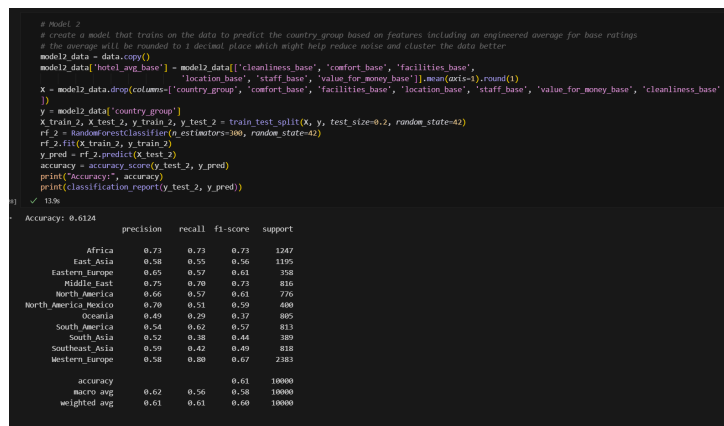 # Model 2
# create a model that trains on the data to predict the country_group based on features including an engineered average for base ratings
# the average will be rounded to 1 decimal place which might help reduce noise and cluster the data better
model2_data = data.copy()
model2_data['hotel_avg_base'] = model2_data[['cleanliness_base', 'comfort_base', 'facilities_base',
'location_base', 'staff_base', 'value_for_money_base']].mean(axis=1).round(1)
X = model2_data.drop(columns=['country_group', 'comfort_base', 'facilities_base', 'location_base', 'staff_base', 'value_for_money_base', 'cleanliness_base'
])
y = model2_data['country_group']
X_train_2, X_test_2, y_train_2, y_test_2 = train_test_split(X, y, test_size=0.2, random_state=42)
rf_2 = RandomForestClassifier(n_estimators=300, random_state=42)
rf_2.fit(X_train_2, y_train_2)
y_pred = rf_2.predict(X_test_2)
accuracy = accuracy_score(y_test_2, y_pred)
print("Accuracy:", accuracy)
print(classification_report(y_test_2, y_pred))
✓ 13.9s
Accuracy: 0.6124
precision recall f1-score support
Africa 0.73 0.73 0.73 1247
East_Asia 0.58 0.55 0.56 1195
Eastern_Europe 0.65 0.57 0.61 358
Middle_East 0.75 0.70 0.73 816
North_America 0.66 0.57 0.61 776
North_America_Mexico 0.70 0.51 0.59 400
Oceania 0.49 0.29 0.37 805
South_America 0.54 0.62 0.57 813
South_Asia 0.52 0.38 0.44 389
Southeast_Asia 0.59 0.42 0.49 818
Western_Europe 0.58 0.80 0.67 2383
accuracy 0.61 10000
macro avg 0.62 0.56 0.58 10000
weighted avg 0.61 0.61 0.60 10000